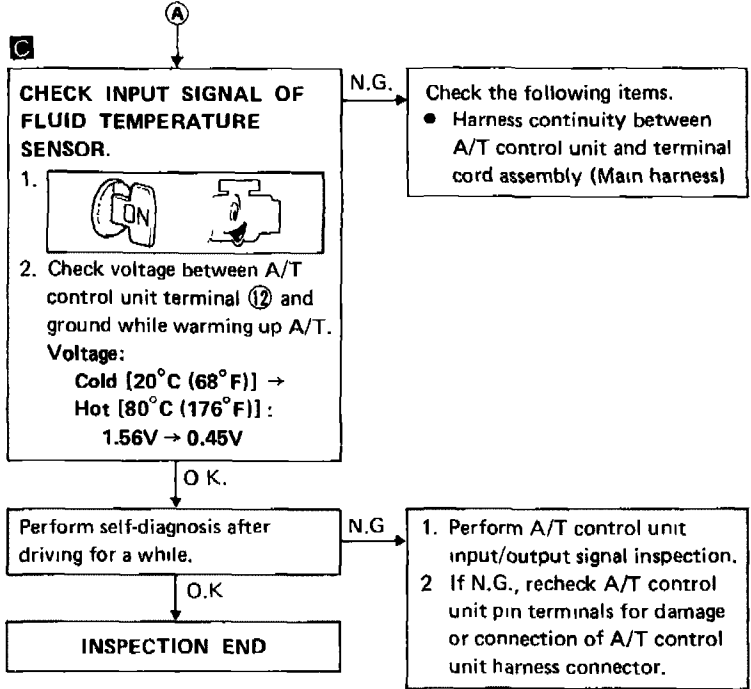 A
C
CHECK INPUT SIGNAL OF
FLUID TEMPERATURE
SENSOR.
1.
ON
2. Check voltage between A/T
control unit terminal ⑫ and
ground while warming up A/T.
Voltage:
Cold [20°C (68°F)] →
Hot [80°C (176°F)] :
1.56V → 0.45V
N.G.
Check the following items.
● Harness continuity between
A/T control unit and terminal
cord assembly (Main harness)
O K.
Perform self-diagnosis after
driving for a while.
N.G
1. Perform A/T control unit
input/output signal inspection.
2 If N.G., recheck A/T control
unit pin terminals for damage
or connection of A/T control
unit harness connector.
O.K
INSPECTION END